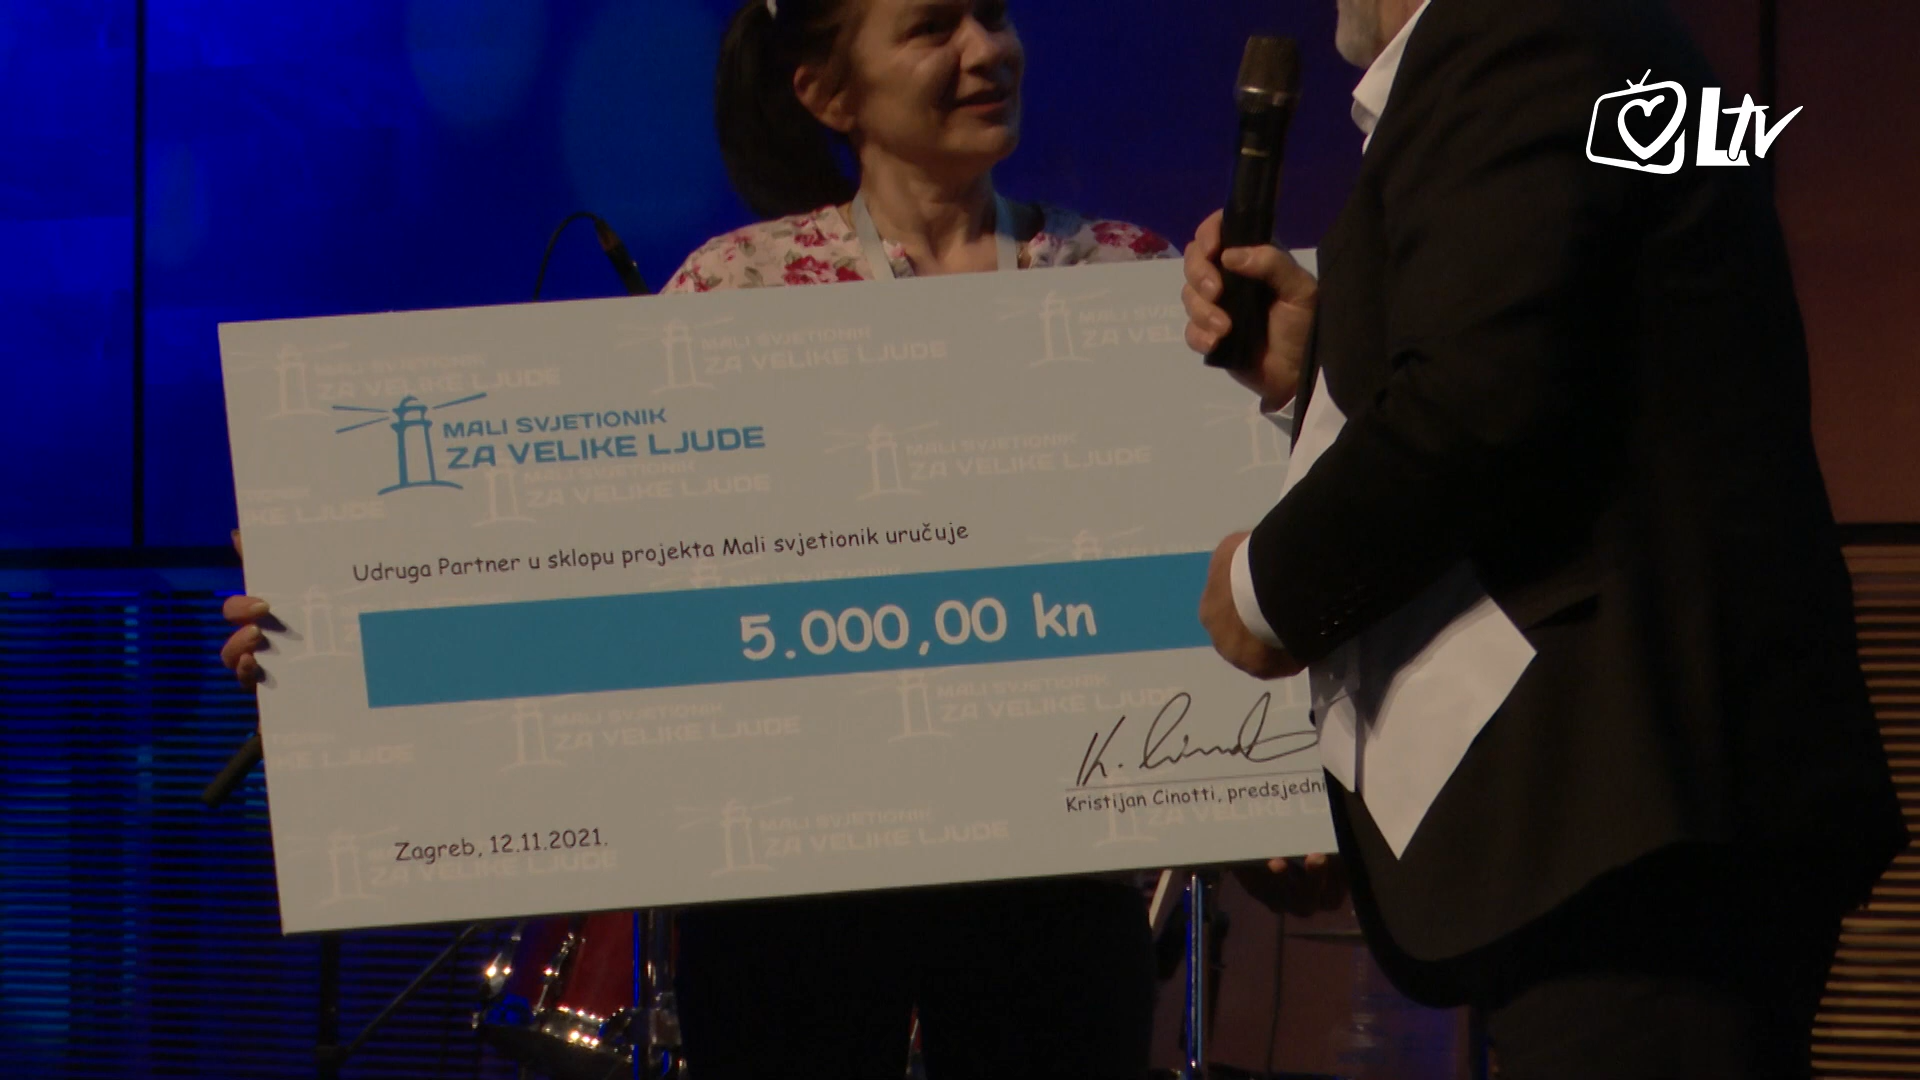 LTV
MALI SVJETIONIK
ZA VELIKE LJUDE
Udruga Partner u sklopu projekta Mali svjetionik uručuje
5.000,00 kn
K. Cinotti
Kristijan Cinotti, predsjedni
Zagreb, 12.11.2021.